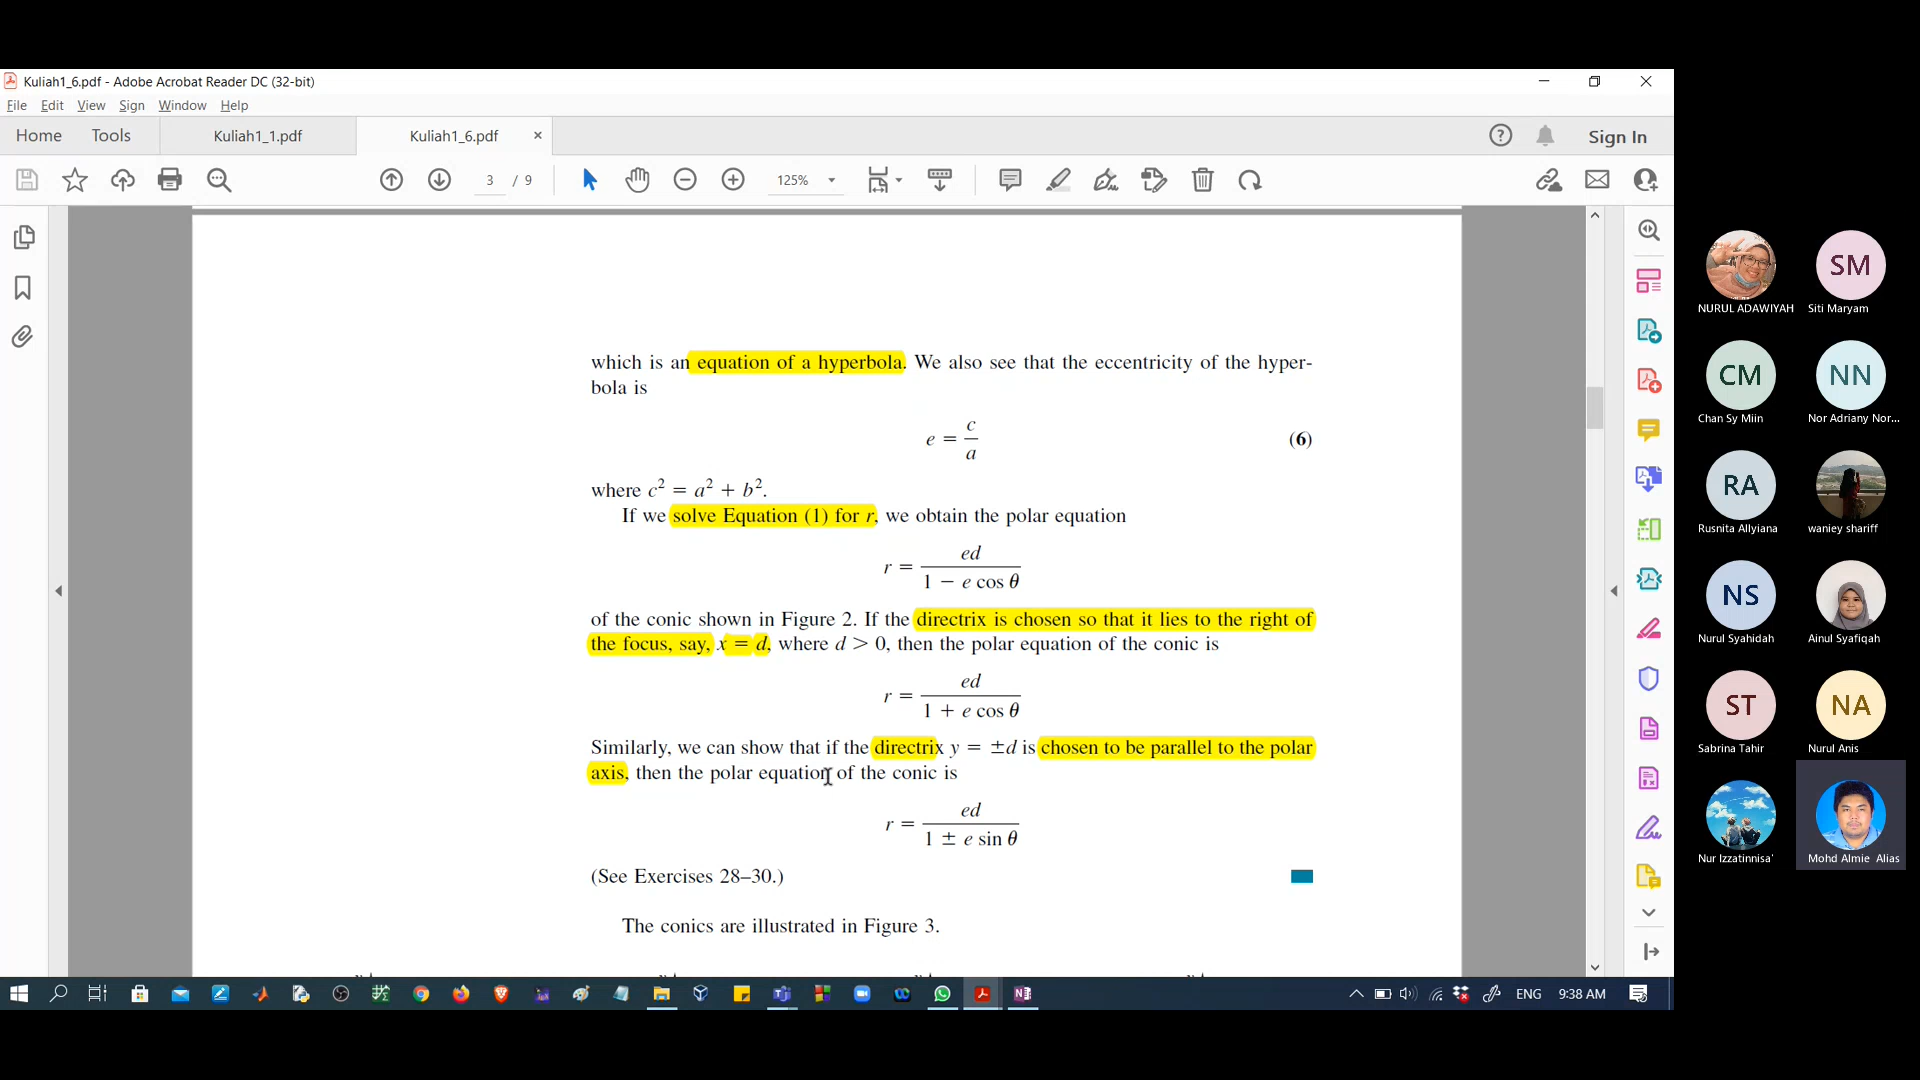 Kuliah1_6.pdf - Adobe Acrobat Reader DC (32-bit)
File Edit View Sign Window Help
Home Tools Kuliah1_1.pdf Kuliah1_6.pdf × Sign In
3 / 9 125%
which is an equation of a hyperbola. We also see that the eccentricity of the hyper-
bola is
e = c/a (6)
where c² = a² + b².
If we solve Equation (1) for r, we obtain the polar equation
r = ed / (1 − e cos θ)
of the conic shown in Figure 2. If the directrix is chosen so that it lies to the right of
the focus, say, x = d, where d > 0, then the polar equation of the conic is
r = ed / (1 + e cos θ)
Similarly, we can show that if the directrix y = ±d is chosen to be parallel to the polar
axis, then the polar equation of the conic is
r = ed / (1 ± e sin θ)
(See Exercises 28–30.)
The conics are illustrated in Figure 3.
NURUL ADAWIYAH
SM
Siti Maryam
CM
Chan Sy Miin
NN
Nor Adriany Nor...
RA
Rusnita Allyiana
waniey shariff
NS
Nurul Syahidah
Ainul Syafiqah
ST
Sabrina Tahir
NA
Nurul Anis
Nur Izzatinnisa'
Mohd Almie Alias
ENG 9:38 AM